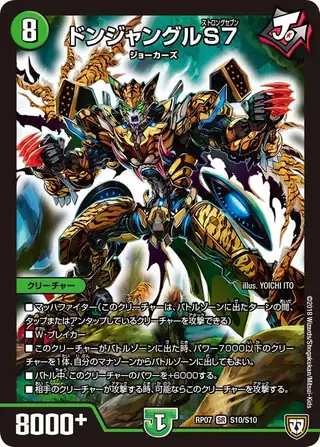 8
ドンジャングルS7
ストロングセブン
ジョーカーズ
J
illus. YOICHI ITO
©2018 Wizards/Shogakukan/Mitsui-Kids
クリーチャー
■マッハファイター(このクリーチャーは、バトルゾーンに出たターンの間、
タップまたはアンタップしているクリーチャーを攻撃できる)
■W・ブレイカー
■このクリーチャーがバトルゾーンに出た時、パワー7000以下のクリー
チャーを1体、自分のマナゾーンからバトルゾーンに出してもよい。
■バトル中、このクリーチャーのパワーを+6000する。
■相手のクリーチャーが攻撃する時、可能ならこのクリーチャーを攻撃する。
8000+
1
RP07 SR S10/S10